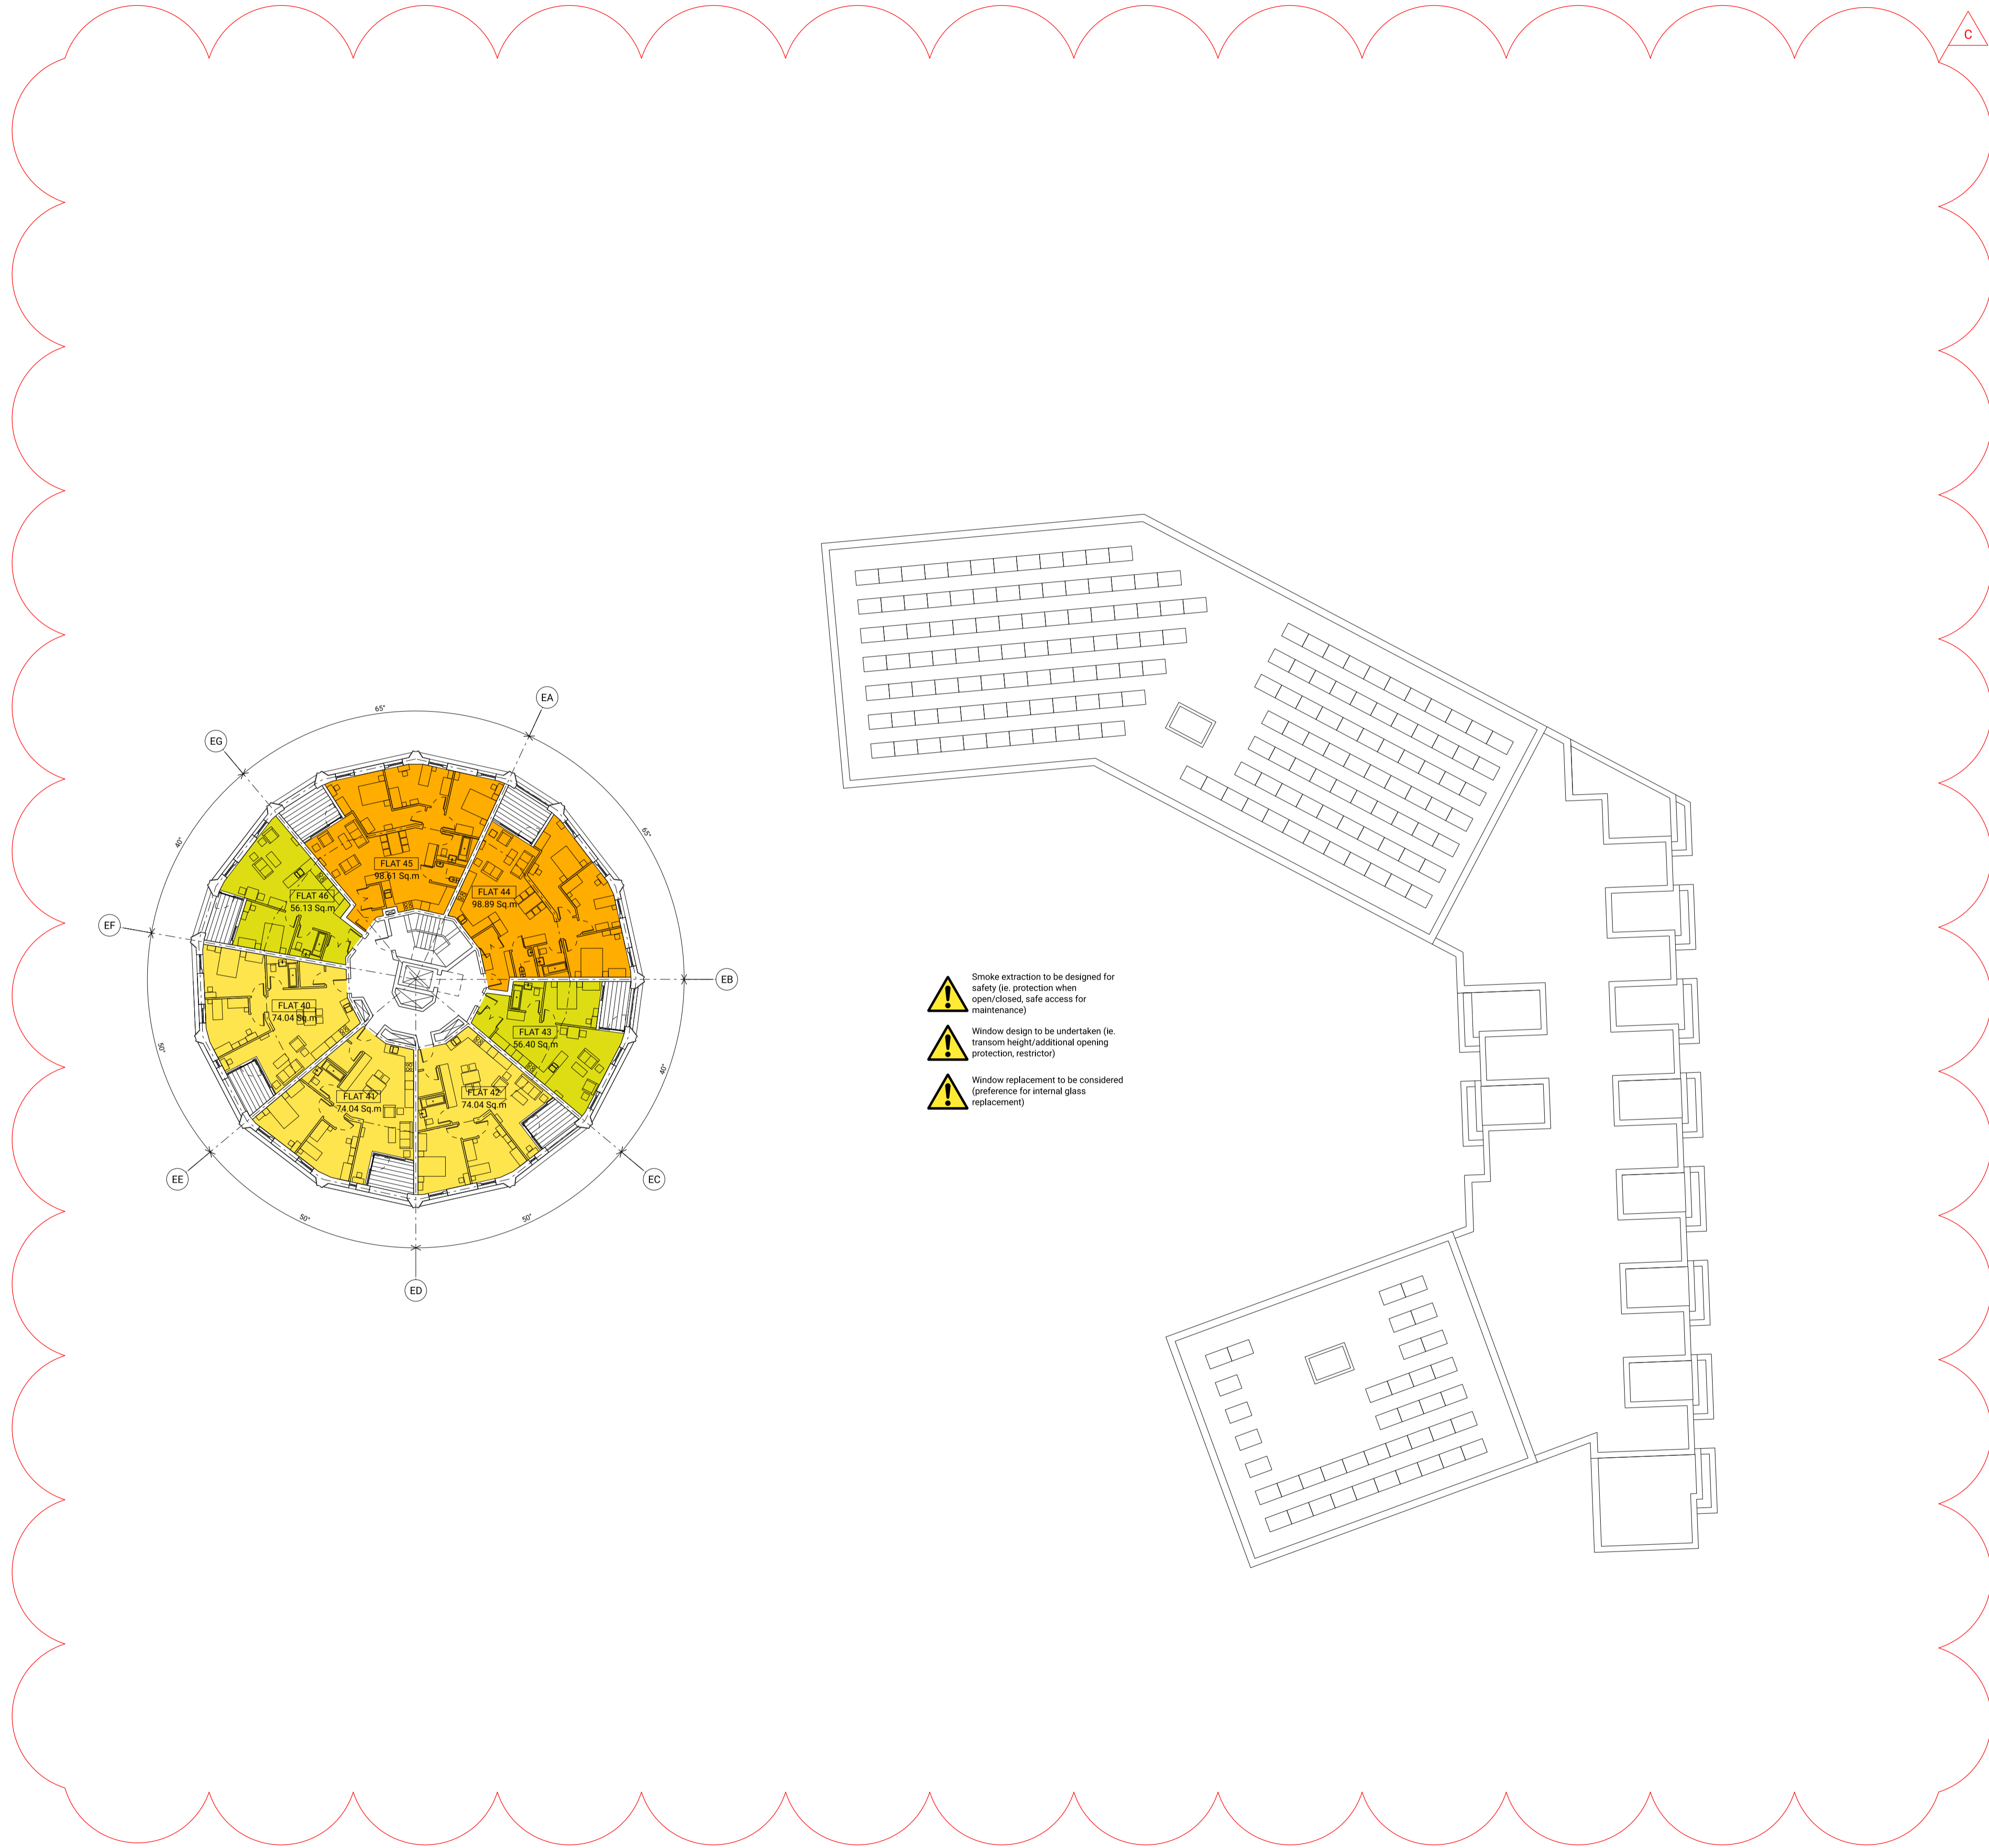 C
EA
65°
EG
65°
40°
FLAT 45
98.61 Sq.m
FLAT 44
98.89 Sq.m
FLAT 46
56.13 Sq.m
EF
EB
FLAT 40
74.04 Sq.m
FLAT 43
56.40 Sq.m
50°
40°
FLAT 41
74.04 Sq.m
FLAT 42
74.04 Sq.m
EE
EC
50°
50°
ED
Smoke extraction to be designed for
safety (ie. protection when
open/closed, safe access for
maintenance)
Window design to be undertaken (ie.
transom height/additional opening
protection, restrictor)
Window replacement to be considered
(preference for internal glass
replacement)